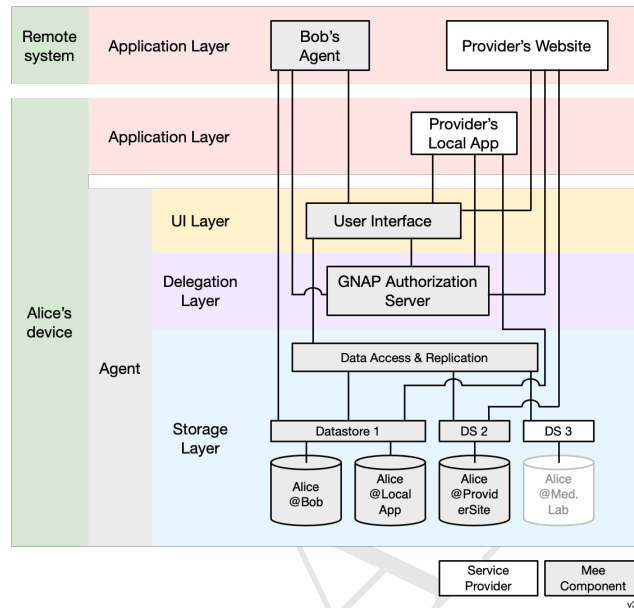 Remote
system
Application Layer
Bob's
Agent
Provider's Website
Application Layer
Provider's
Local App
Alice's
device
Agent
UI Layer
User Interface
Delegation
Layer
GNAP Authorization
Server
Storage
Layer
Data Access & Replication
Datastore 1
DS 2
DS 3
Alice
@Bob
Alice
@Local
App
Alice
@Provid
erSite
Alice
@Med.
Lab
Service
Provider
Mee
Component